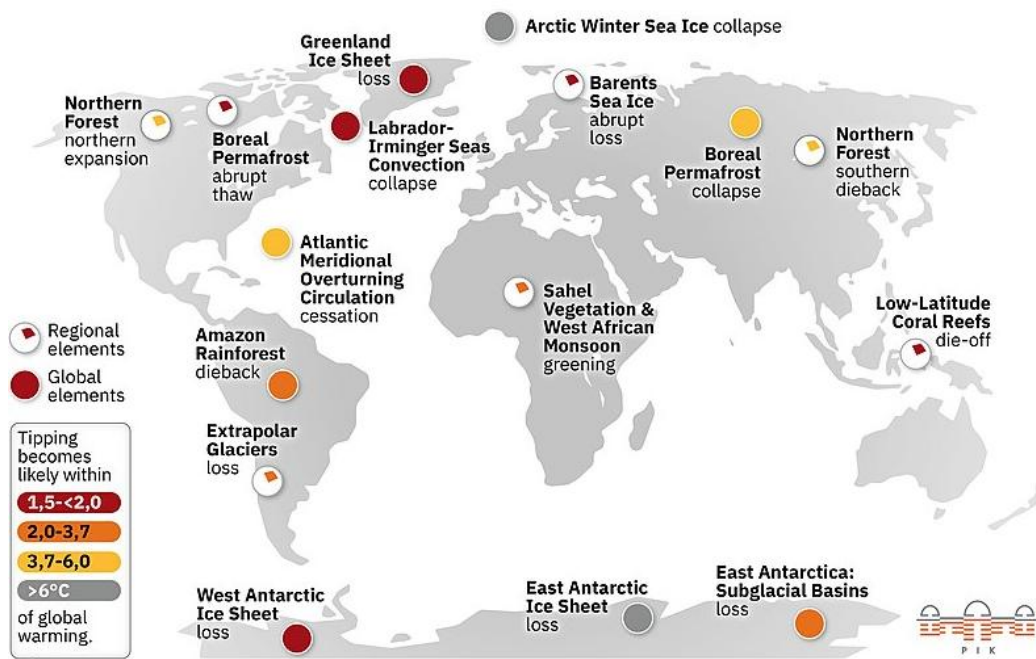 Arctic Winter Sea Ice collapse
Greenland
Ice Sheet
loss
Barents
Sea Ice
abrupt
loss
Northern
Forest
northern
expansion
Boreal
Permafrost
abrupt
thaw
Labrador-
Irminger Seas
Convection
collapse
Boreal
Permafrost
collapse
Northern
Forest
southern
dieback
Atlantic
Meridional
Overturning
Circulation
cessation
Sahel
Vegetation &
West African
Monsoon
greening
Low-Latitude
Coral Reefs
die-off
Regional
elements
Global
elements
Amazon
Rainforest
dieback
Extrapolar
Glaciers
loss
Tipping
becomes
likely within
1,5-<2,0
2,0-3,7
3,7-6,0
>6°C
of global
warming.
West Antarctic
Ice Sheet
loss
East Antarctic
Ice Sheet
loss
East Antarctica:
Subglacial Basins
loss
P I K